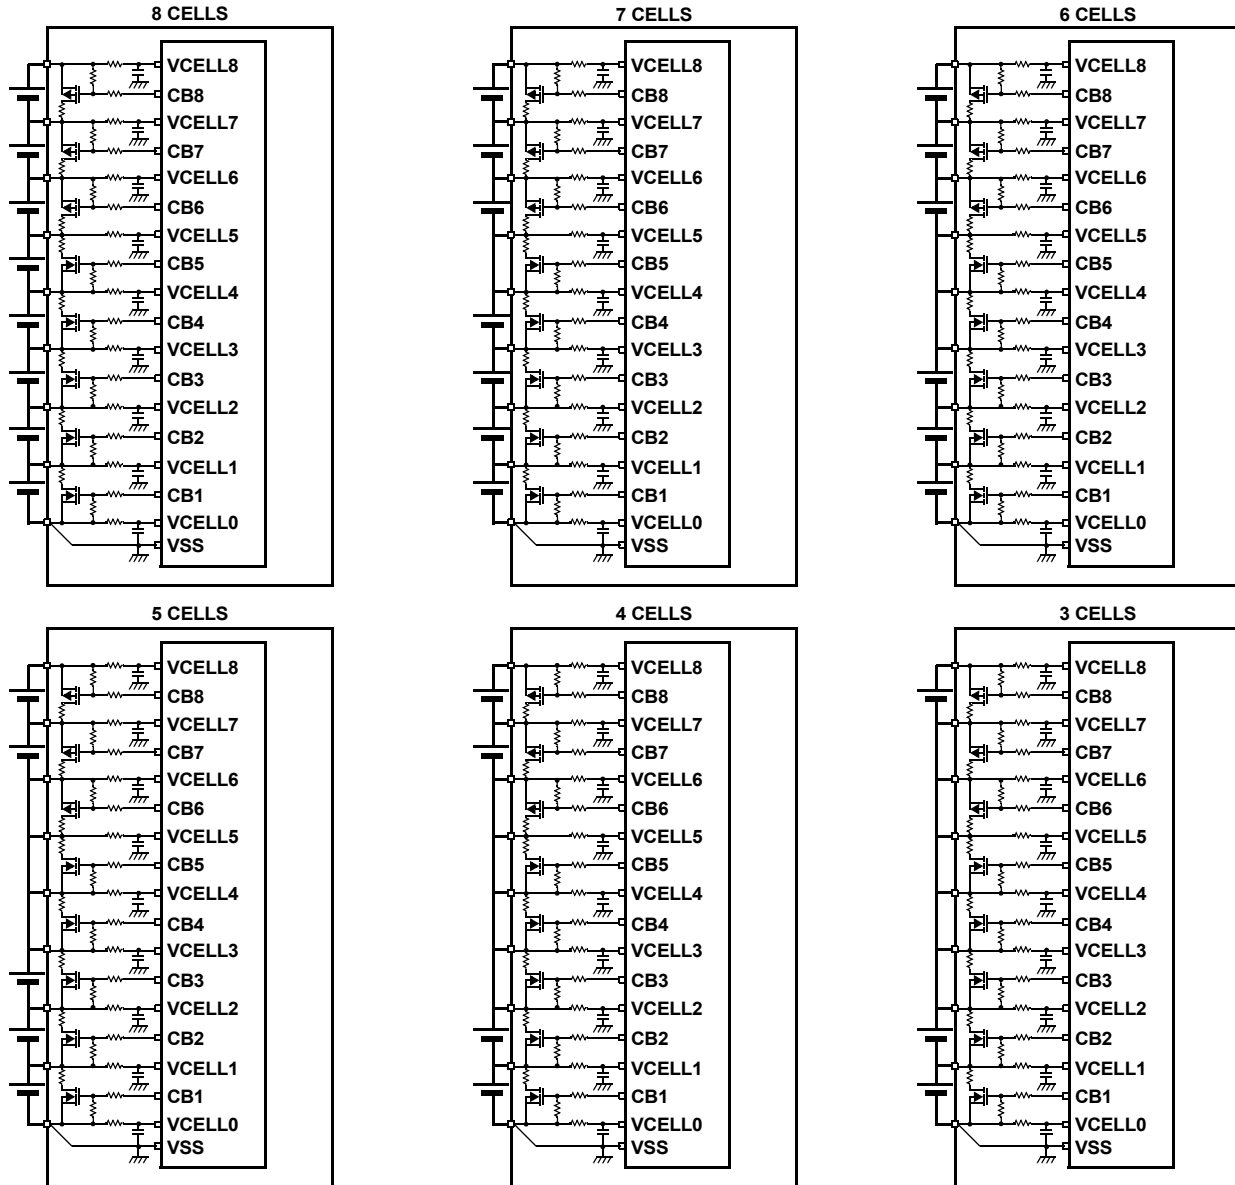 8 CELLS
VCELL8
CB8
VCELL7
CB7
VCELL6
CB6
VCELL5
CB5
VCELL4
CB4
VCELL3
CB3
VCELL2
CB2
VCELL1
CB1
VCELL0
VSS
7 CELLS
VCELL8
CB8
VCELL7
CB7
VCELL6
CB6
VCELL5
CB5
VCELL4
CB4
VCELL3
CB3
VCELL2
CB2
VCELL1
CB1
VCELL0
VSS
6 CELLS
VCELL8
CB8
VCELL7
CB7
VCELL6
CB6
VCELL5
CB5
VCELL4
CB4
VCELL3
CB3
VCELL2
CB2
VCELL1
CB1
VCELL0
VSS
5 CELLS
VCELL8
CB8
VCELL7
CB7
VCELL6
CB6
VCELL5
CB5
VCELL4
CB4
VCELL3
CB3
VCELL2
CB2
VCELL1
CB1
VCELL0
VSS
4 CELLS
VCELL8
CB8
VCELL7
CB7
VCELL6
CB6
VCELL5
CB5
VCELL4
CB4
VCELL3
CB3
VCELL2
CB2
VCELL1
CB1
VCELL0
VSS
3 CELLS
VCELL8
CB8
VCELL7
CB7
VCELL6
CB6
VCELL5
CB5
VCELL4
CB4
VCELL3
CB3
VCELL2
CB2
VCELL1
CB1
VCELL0
VSS